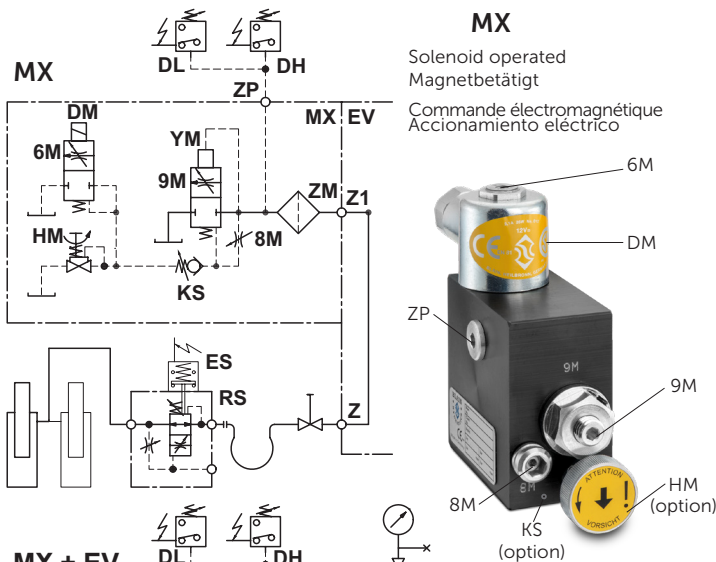 MX
DL
DH
ZP
MX
EV
DM
6M
YM
9M
ZM
Z1
HM
8M
KS
ES
RS
Z
MX + EV
DL
DH
MX
Solenoid operated
Magnetbetätigt
Commande électromagnétique
Accionamiento eléctrico
6M
DM
12V=
CE
ZP
9M
9M
8M
8M
KS
(option)
HM
(option)
ATTENTION
!
VORSICHT